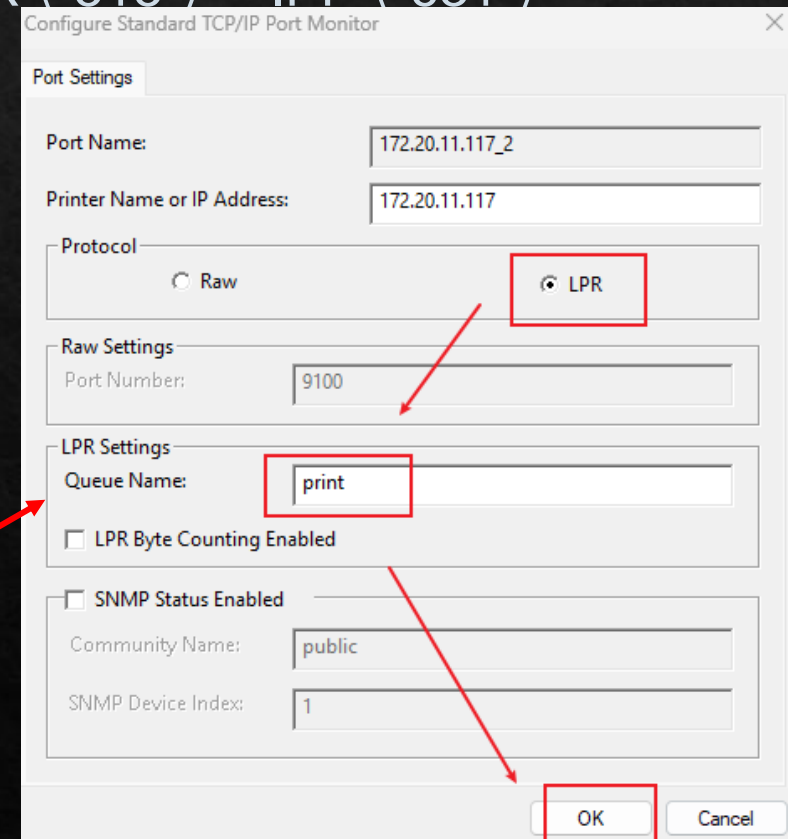 Configure Standard TCP/IP Port Monitor
Port Settings
Port Name: 172.20.11.117_2
Printer Name or IP Address: 172.20.11.117
Protocol
Raw LPR
Raw Settings
Port Number: 9100
LPR Settings
Queue Name: print
LPR Byte Counting Enabled
SNMP Status Enabled
Community Name: public
SNMP Device Index: 1
OK Cancel